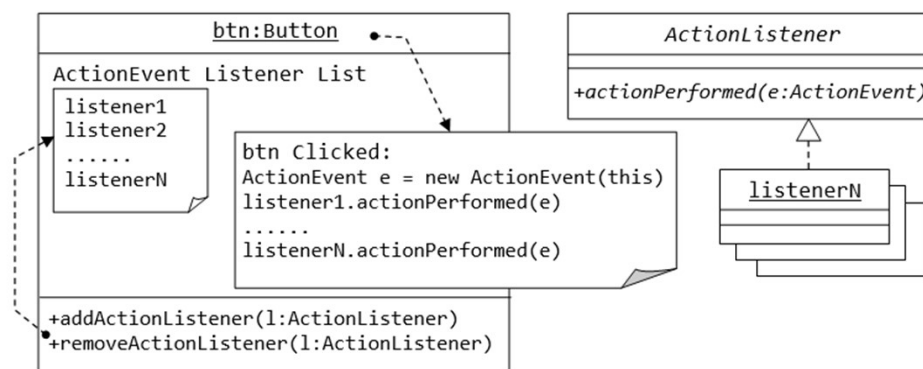 btn:Button
ActionEvent Listener List
listener1
listener2
......
listenerN
btn Clicked:
ActionEvent e = new ActionEvent(this)
listener1.actionPerformed(e)
......
listenerN.actionPerformed(e)
+addActionListener(l:ActionListener)
+removeActionListener(l:ActionListener)
ActionListener
+actionPerformed(e:ActionEvent)
listenerN